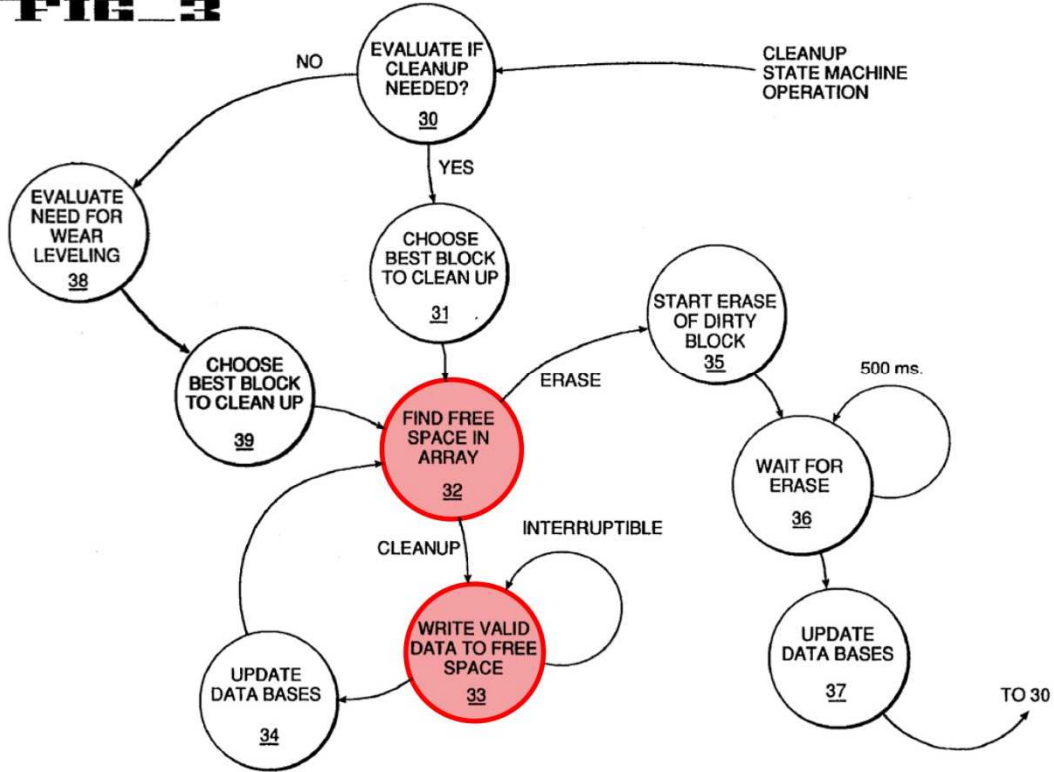 FIG_3
EVALUATE IF
CLEANUP
NEEDED?
30
CLEANUP
STATE MACHINE
OPERATION
NO
YES
EVALUATE
NEED FOR
WEAR
LEVELING
38
CHOOSE
BEST BLOCK
TO CLEAN UP
31
START ERASE
OF DIRTY
BLOCK
35
CHOOSE
BEST BLOCK
TO CLEAN UP
39
ERASE
500 ms.
FIND FREE
SPACE IN
ARRAY
32
WAIT FOR
ERASE
36
CLEANUP
INTERRUPTIBLE
WRITE VALID
DATA TO FREE
SPACE
33
UPDATE
DATA BASES
34
UPDATE
DATA BASES
37
TO 30